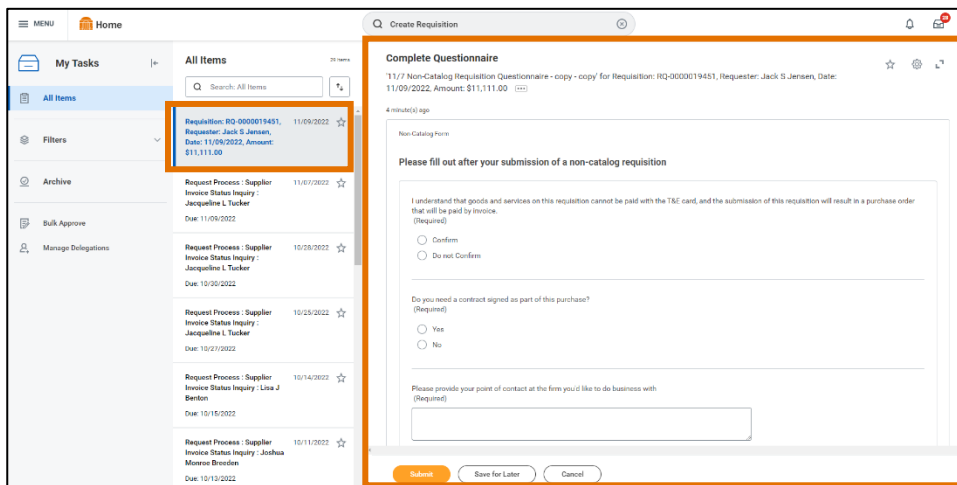 MENU
Home
Create Requisition
My Tasks
All Items
Filters
Archive
Bulk Approve
Manage Delegations
All Items
Search: All Items
Requisition: RQ-0000019451, 11/09/2022
Requester: Jack S Jensen,
Date: 11/09/2022, Amount:
$11,111.00
Request Process : Supplier 11/07/2022
Invoice Status Inquiry :
Jacqueline L Tucker
Due: 11/09/2022
Request Process : Supplier 10/28/2022
Invoice Status Inquiry :
Jacqueline L Tucker
Due: 10/30/2022
Request Process : Supplier 10/25/2022
Invoice Status Inquiry :
Jacqueline L Tucker
Due: 10/27/2022
Request Process : Supplier 10/14/2022
Invoice Status Inquiry : Lisa J
Benton
Due: 10/15/2022
Request Process : Supplier 10/11/2022
Invoice Status Inquiry : Joshua
Monroe Breeden
Due: 10/13/2022
Complete Questionnaire
'11/7 Non-Catalog Requisition Questionnaire - copy - copy' for Requisition: RQ-0000019451, Requester: Jack S Jensen, Date:
11/09/2022, Amount: $11,111.00
4 minute(s) ago
Non-Catalog Form
Please fill out after your submission of a non-catalog requisition
I understand that goods and services on this requisition cannot be paid with the T&E card, and the submission of this requisition will result in a purchase order
that will be paid by invoice.
(Required)
Confirm
Do not Confirm
Do you need a contract signed as part of this purchase?
(Required)
Yes
No
Please provide your point of contact at the firm you'd like to do business with
(Required)
Submit
Save for Later
Cancel